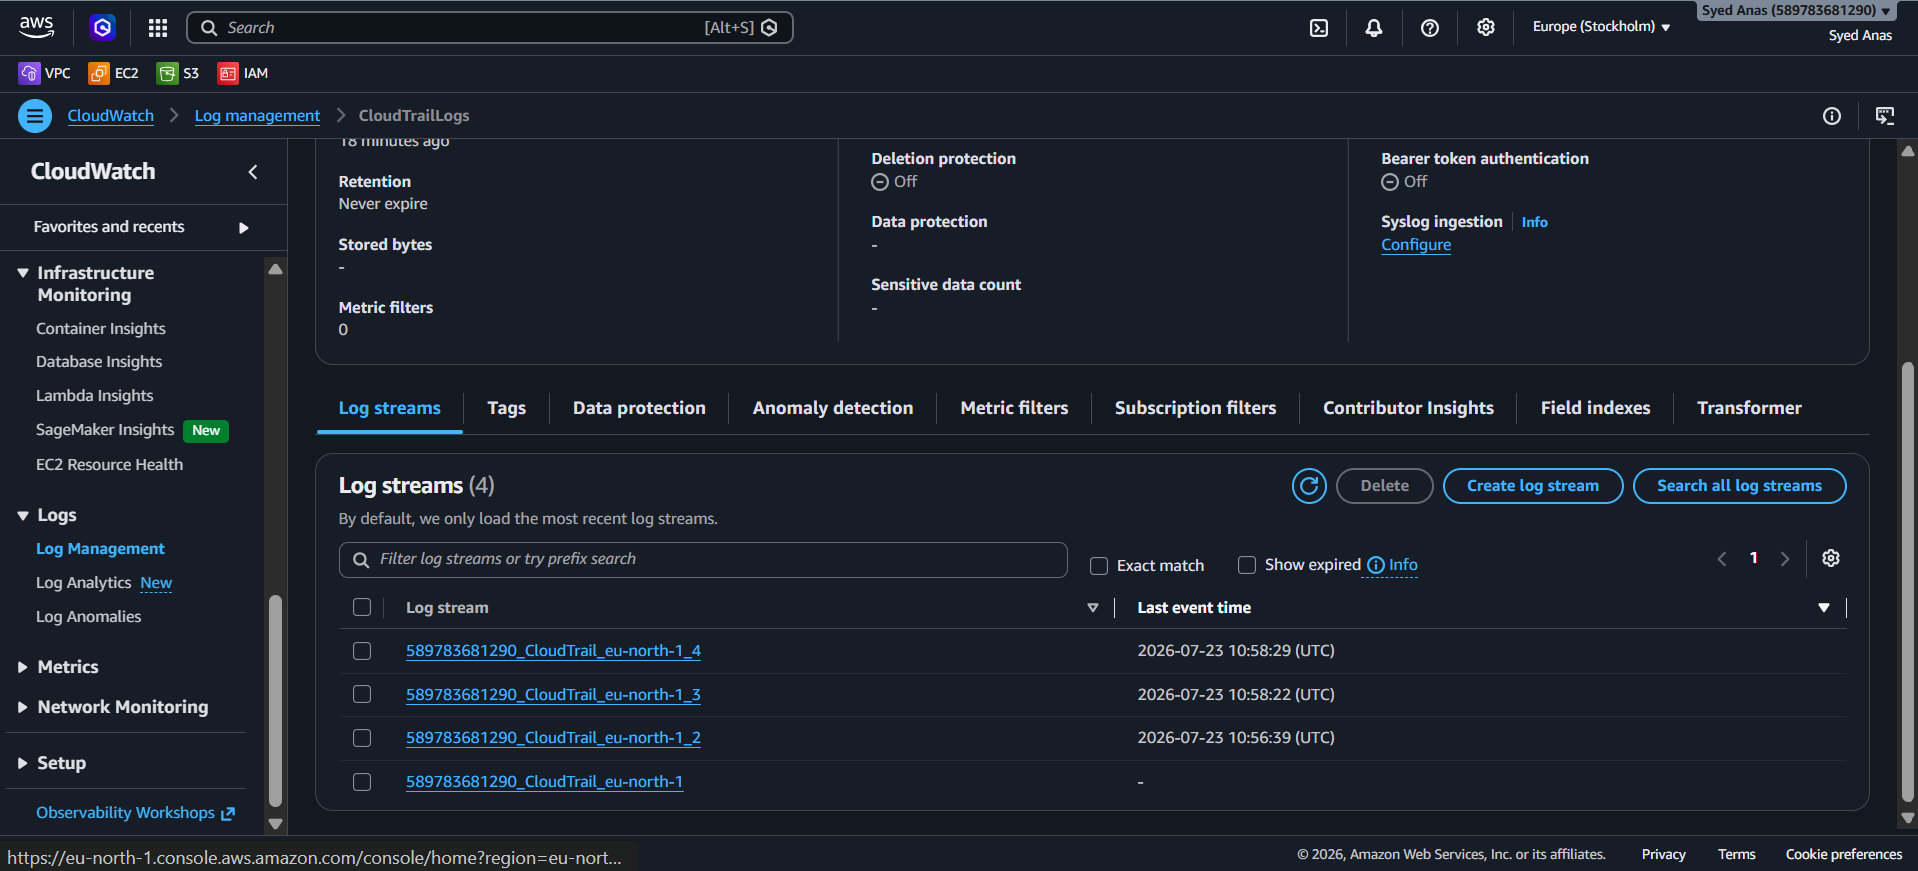 aws
Search
[Alt+S]
Europe (Stockholm)
Syed Anas (589783681290)
Syed Anas
VPC
EC2
S3
IAM
CloudWatch
Log management
CloudTrailLogs
CloudWatch
Favorites and recents
Infrastructure
Monitoring
Container Insights
Database Insights
Lambda Insights
SageMaker Insights New
EC2 Resource Health
Logs
Log Management
Log Analytics New
Log Anomalies
Metrics
Network Monitoring
Setup
Observability Workshops
18 minutes ago
Retention
Never expire
Stored bytes
-
Metric filters
0
Deletion protection
Off
Data protection
-
Sensitive data count
-
Bearer token authentication
Off
Syslog ingestion Info
Configure
Log streams
Tags
Data protection
Anomaly detection
Metric filters
Subscription filters
Contributor Insights
Field indexes
Transformer
Log streams (4)
Delete
Create log stream
Search all log streams
By default, we only load the most recent log streams.
Filter log streams or try prefix search
Exact match
Show expired Info
1
Log stream
Last event time
589783681290_CloudTrail_eu-north-1_4
2026-07-23 10:58:29 (UTC)
589783681290_CloudTrail_eu-north-1_3
2026-07-23 10:58:22 (UTC)
589783681290_CloudTrail_eu-north-1_2
2026-07-23 10:56:39 (UTC)
589783681290_CloudTrail_eu-north-1
-
https://eu-north-1.console.aws.amazon.com/console/home?region=eu-nort...
© 2026, Amazon Web Services, Inc. or its affiliates.
Privacy
Terms
Cookie preferences